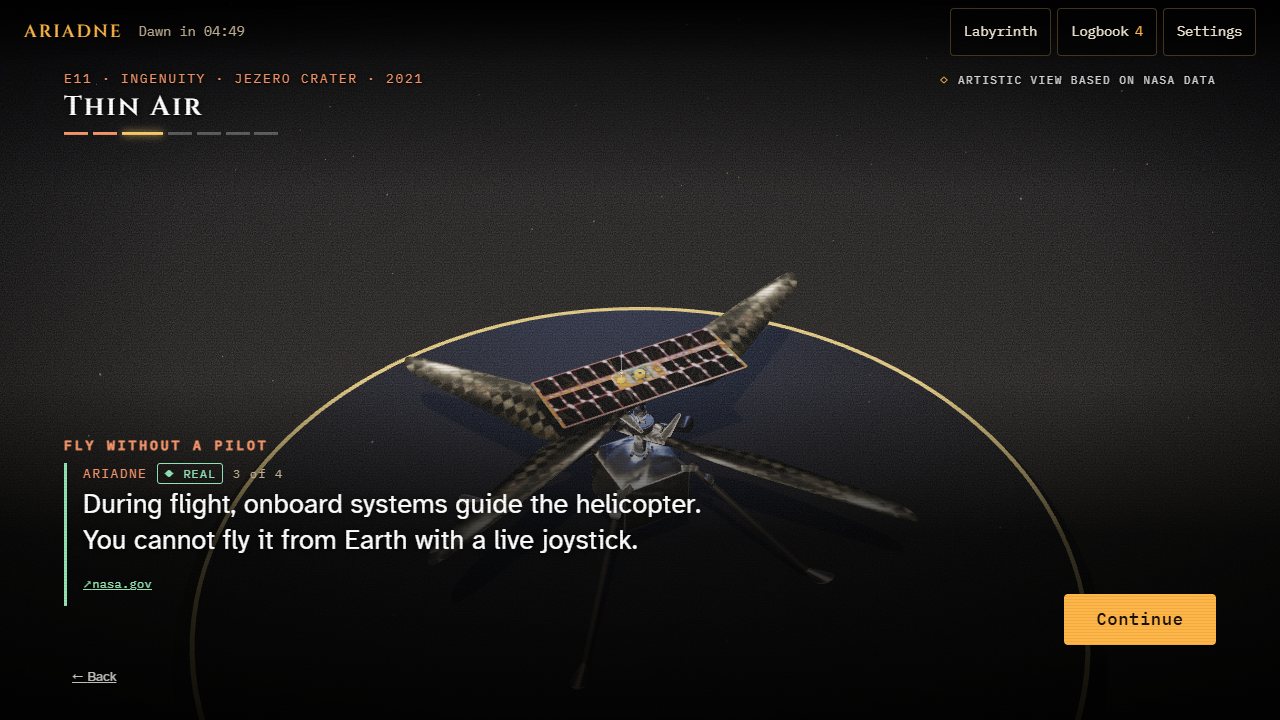 ARIADNE Dawn in 04:49 Labyrinth Logbook 4 Settings
E11 · INGENUITY · JEZERO CRATER · 2021
◇ ARTISTIC VIEW BASED ON NASA DATA
Thin Air
FLY WITHOUT A PILOT
ARIADNE ◆ REAL 3 of 4
During flight, onboard systems guide the helicopter.
You cannot fly it from Earth with a live joystick.
↗nasa.gov
Continue
← Back